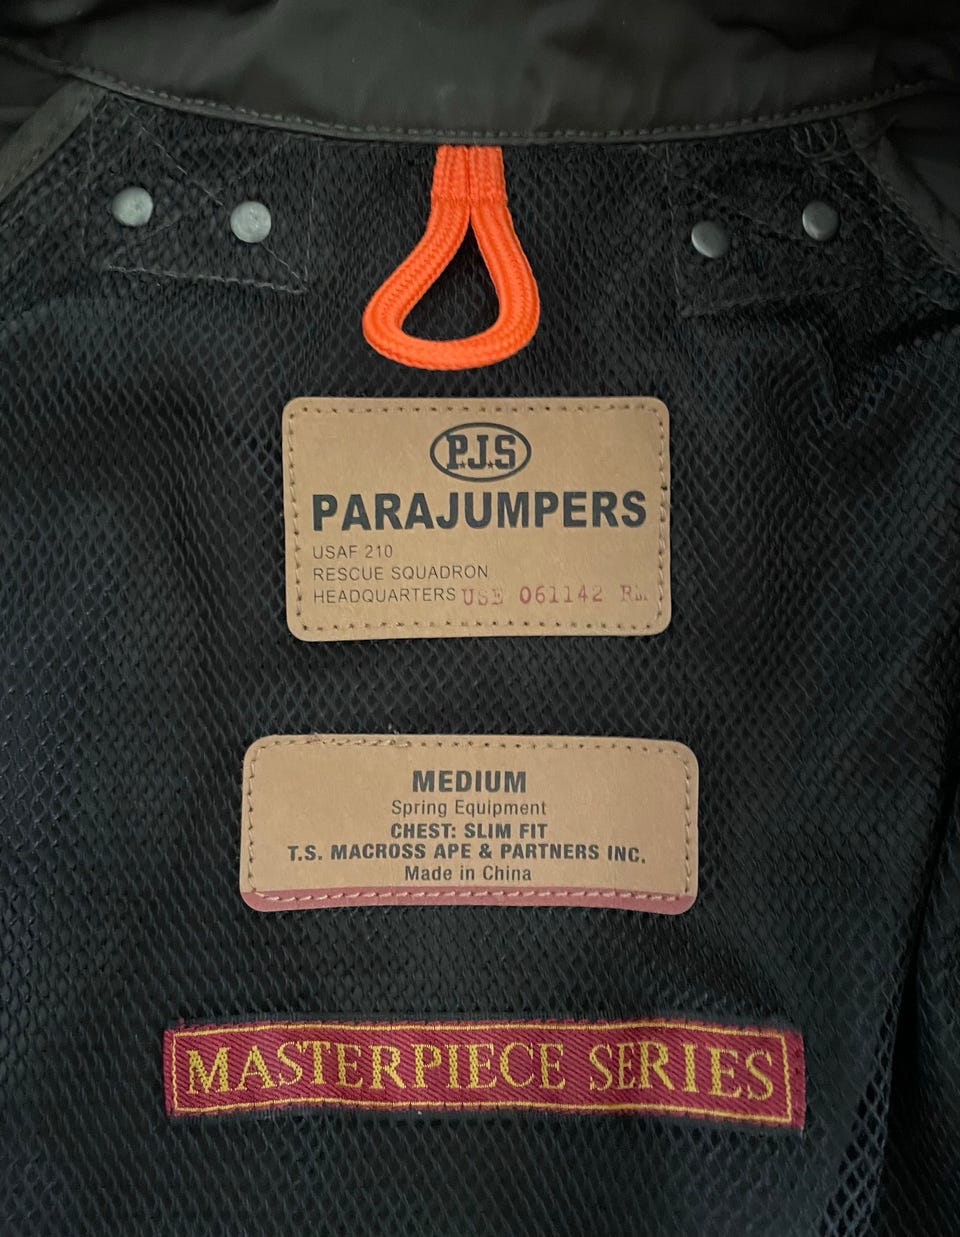 P.J.S
PARAJUMPERS
USAF 210
RESCUE SQUADRON
HEADQUARTERS USE 061142
MEDIUM
Spring Equipment
CHEST: SLIM FIT
T.S. MACROSS APE & PARTNERS INC.
Made in China
MASTERPIECE SERIES